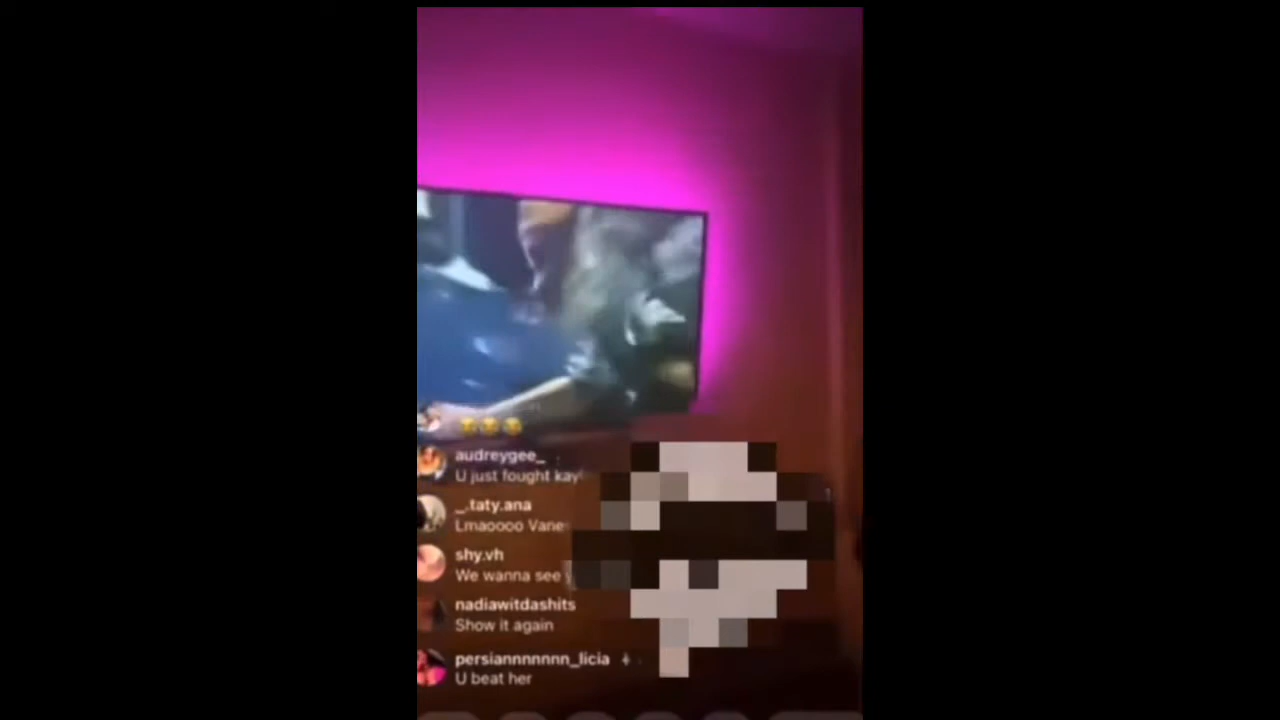 😂😂😂
audreygee_
U just fought kay
_.taty.ana
Lmaoooo Vane
shy.vh
We wanna see y
nadiawitdashits
Show it again
persiannnnnnn_licia
U beat her